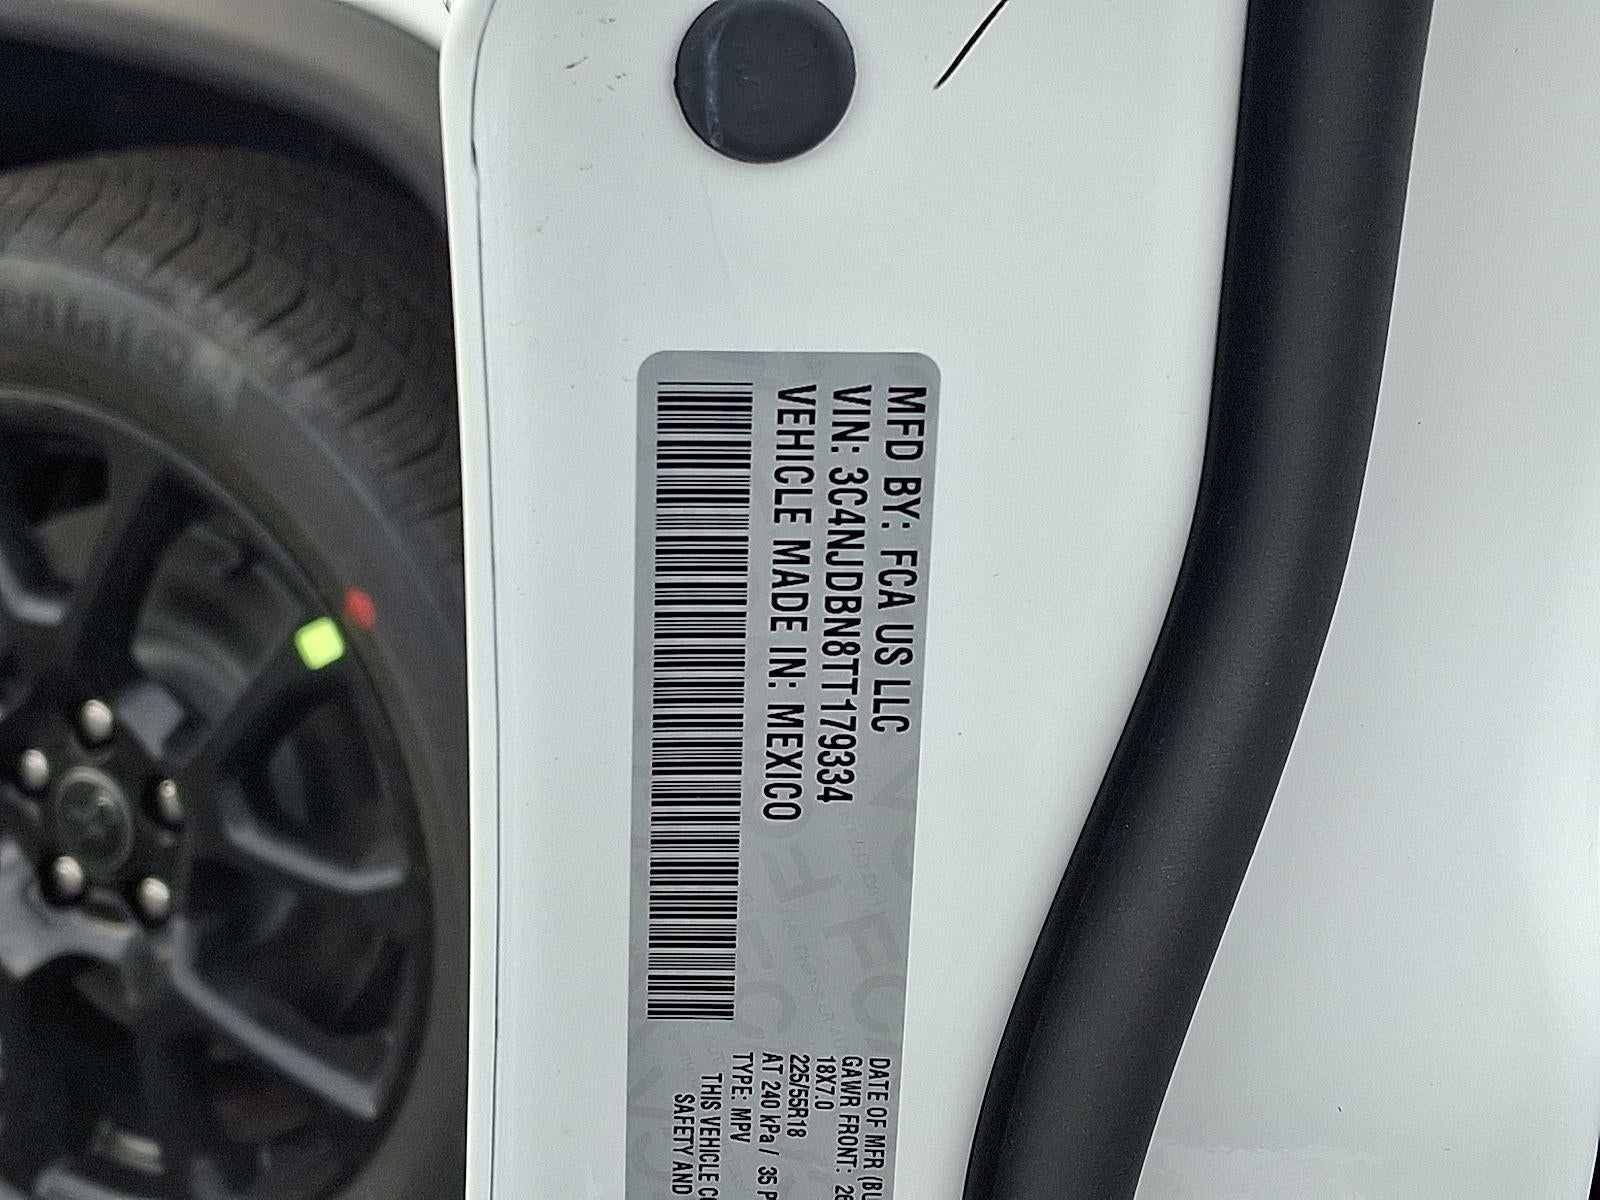 MFD BY: FCA US LLC
VIN: 3C4NJDBN8TT179334
VEHICLE MADE IN: MEXICO
DATE OF MFR
GAWR FRONT:
18X7.0
225/55R18
AT 240 kPa / 35
TYPE: MPV
THIS VEHICLE
SAFETY AND